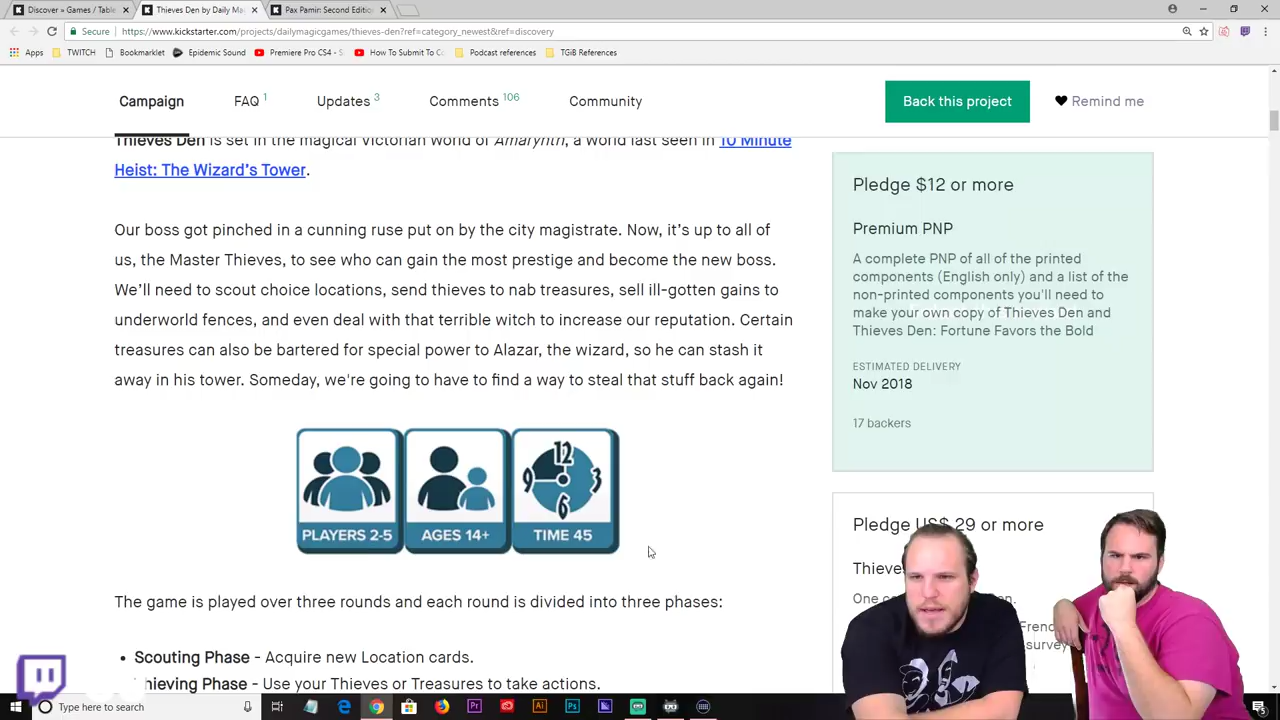 Discover » Games / Table
Thieves Den by Daily Ma
Pax Pamir: Second Editio
Secure
https://www.kickstarter.com/projects/dailymagicgames/thieves-den?ref=category_newest&ref=discovery
Apps
TWITCH
Bookmarklet
Epidemic Sound
Premiere Pro CS4 - S
How To Submit To Co
Podcast references
TGiB References
Campaign
FAQ 1
Updates 3
Comments 106
Community
Back this project
Remind me
Thieves Den is set in the magical Victorian world of Amarynth, a world last seen in 10 Minute
Heist: The Wizard's Tower.
Our boss got pinched in a cunning ruse put on by the city magistrate. Now, it's up to all of
us, the Master Thieves, to see who can gain the most prestige and become the new boss.
We'll need to scout choice locations, send thieves to nab treasures, sell ill-gotten gains to
underworld fences, and even deal with that terrible witch to increase our reputation. Certain
treasures can also be bartered for special power to Alazar, the wizard, so he can stash it
away in his tower. Someday, we're going to have to find a way to steal that stuff back again!
12
9 3
6
PLAYERS 2-5
AGES 14+
TIME 45
The game is played over three rounds and each round is divided into three phases:
• Scouting Phase - Acquire new Location cards.
Thieving Phase - Use your Thieves or Treasures to take actions.
Pledge $12 or more
Premium PNP
A complete PNP of all of the printed
components (English only) and a list of the
non-printed components you'll need to
make your own copy of Thieves Den and
Thieves Den: Fortune Favors the Bold
ESTIMATED DELIVERY
Nov 2018
17 backers
Pledge US$ 29 or more
Thieve
One
n.
Fren
survey
Type here to search